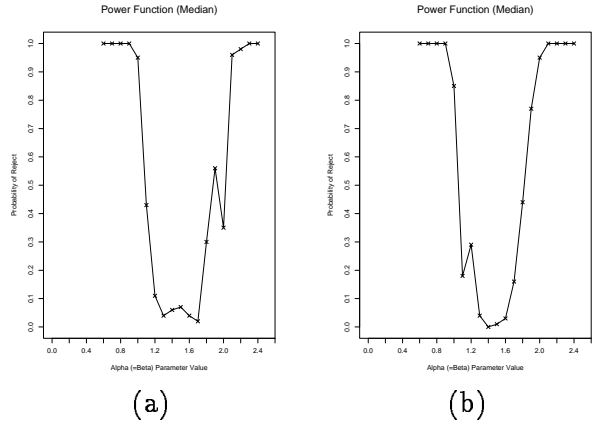 Power Function (Median)
Probability of Reject
0.0 0.1 0.2 0.3 0.4 0.5 0.6 0.7 0.8 0.9 1.0
0.0 0.4 0.8 1.2 1.6 2.0 2.4
Alpha (=Beta) Parameter Value
(a)
Power Function (Median)
Probability of Reject
0.0 0.1 0.2 0.3 0.4 0.5 0.6 0.7 0.8 0.9 1.0
0.0 0.4 0.8 1.2 1.6 2.0 2.4
Alpha (=Beta) Parameter Value
(b)